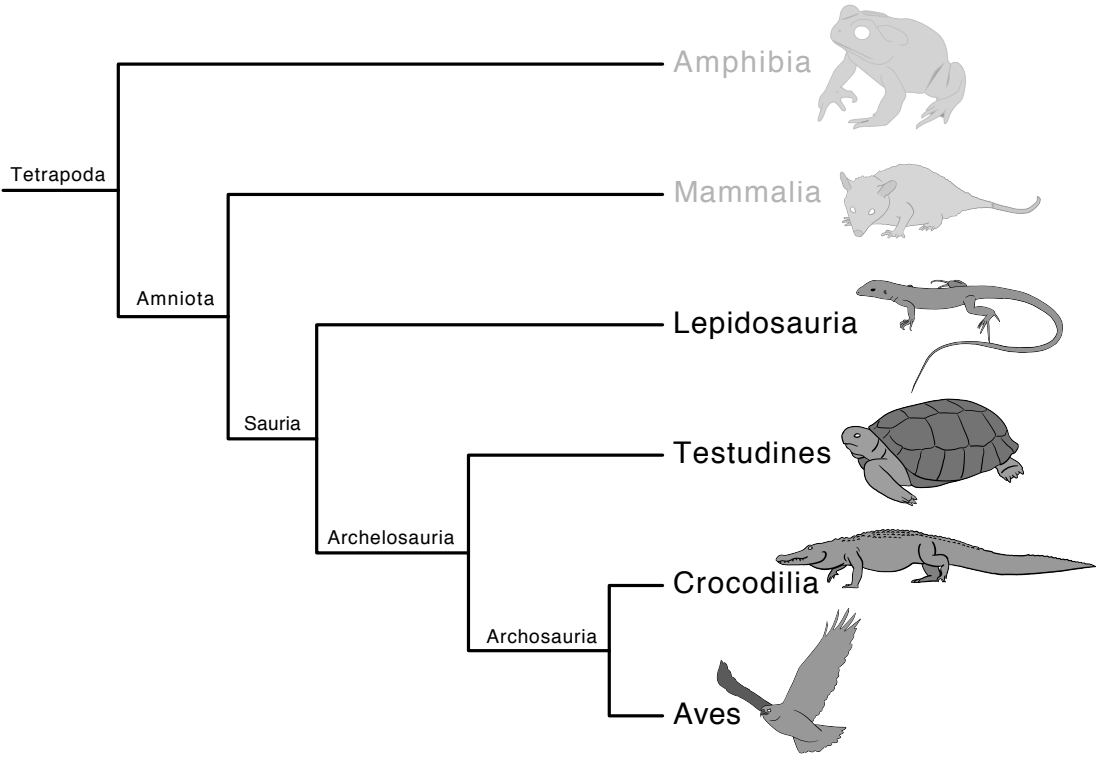 Amphibia
Tetrapoda
Mammalia
Amniota
Lepidosauria
Sauria
Testudines
Archelosauria
Crocodilia
Archosauria
Aves